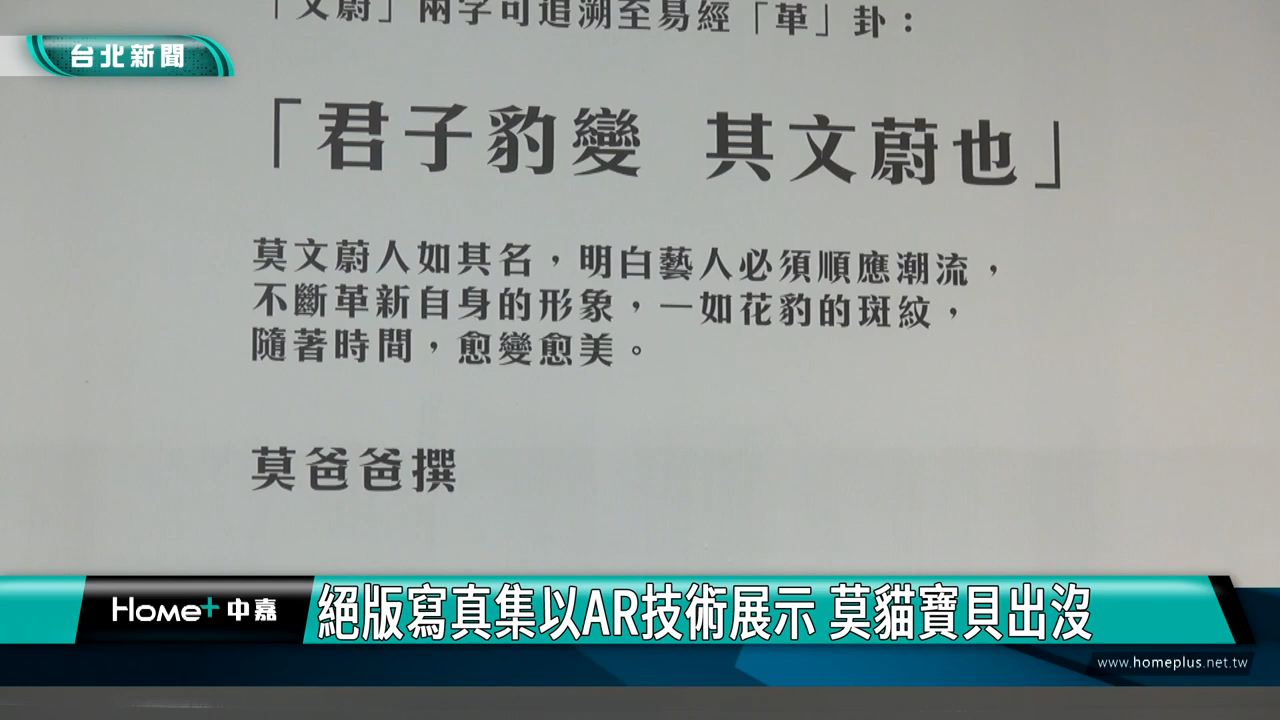 「文蔚」兩字可追溯至易經「革」卦：
台北新聞
「君子豹變 其文蔚也」
莫文蔚人如其名，明白藝人必須順應潮流，
不斷革新自身的形象，一如花豹的斑紋，
隨著時間，愈變愈美。
莫爸爸撰
Home+中嘉
絕版寫真集以AR技術展示 莫貓寶貝出沒
www.homeplus.net.tw